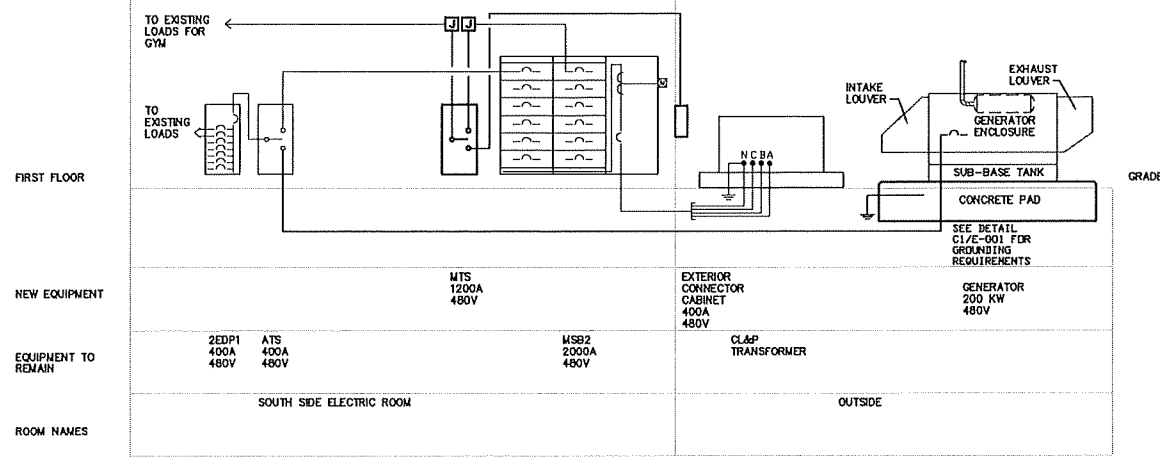 TO EXISTING
LOADS FOR
GYM
J J
TO
EXISTING
LOADS
M
INTAKE
LOUVER
EXHAUST
LOUVER
GENERATOR
ENCLOSURE
N C B A
FIRST FLOOR
SUB-BASE TANK
GRADE
CONCRETE PAD
SEE DETAIL
C1/E-001 FOR
GROUNDING
REQUIREMENTS
NEW EQUIPMENT
MTS
1200A
480V
EXTERIOR
CONNECTOR
CABINET
400A
480V
GENERATOR
200 KW
480V
EQUIPMENT TO
REMAIN
2EDP1
400A
480V
ATS
400A
480V
MSB2
2000A
480V
CL&P
TRANSFORMER
ROOM NAMES
SOUTH SIDE ELECTRIC ROOM
OUTSIDE